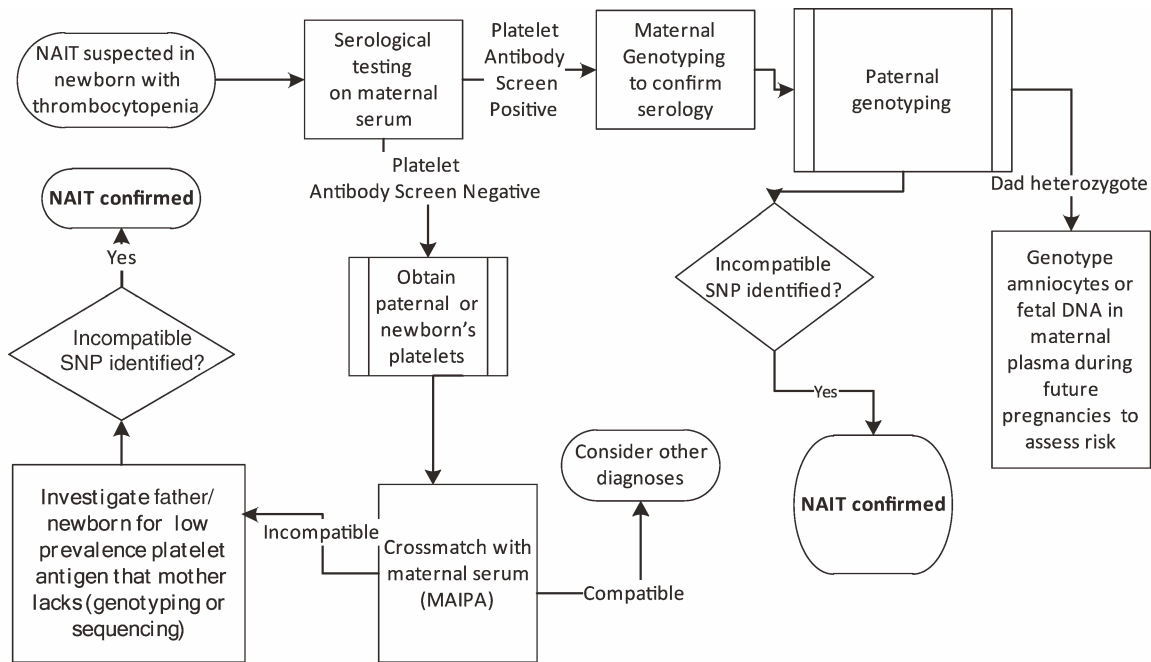 NAIT suspected in
newborn with
thrombocytopenia
Serological
testing
on maternal
serum
Platelet
Antibody
Screen
Positive
Maternal
Genotyping
to confirm
serology
Paternal
genotyping
Platelet
Antibody Screen Negative
NAIT confirmed
Yes
Incompatible
SNP identified?
Obtain
paternal or
newborn's
platelets
Incompatible
SNP identified?
Yes
NAIT confirmed
Dad heterozygote
Genotype
amniocytes or
fetal DNA in
maternal
plasma during
future
pregnancies to
assess risk
Investigate father/
newborn for low
prevalence platelet
antigen that mother
lacks (genotyping or
sequencing)
Incompatible
Crossmatch with
maternal serum
(MAIPA)
Compatible
Consider other
diagnoses